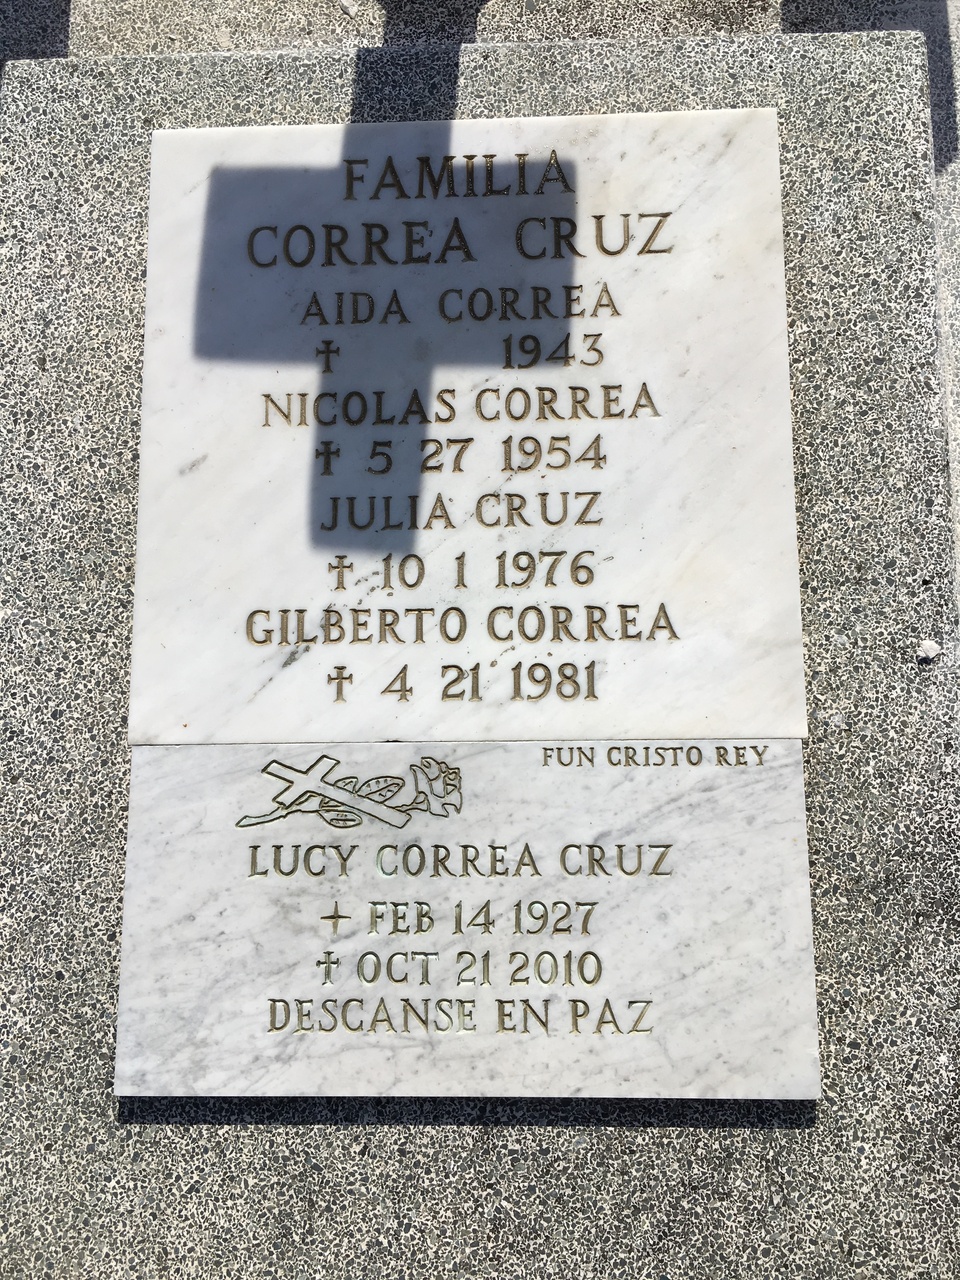 FAMILIA
CORREA CRUZ
AIDA CORREA
✝ 1943
NICOLAS CORREA
✝ 5 27 1954
JULIA CRUZ
✝ 10 1 1976
GILBERTO CORREA
✝ 4 21 1981
FUN CRISTO REY
LUCY CORREA CRUZ
+ FEB 14 1927
✝ OCT 21 2010
DESCANSE EN PAZ